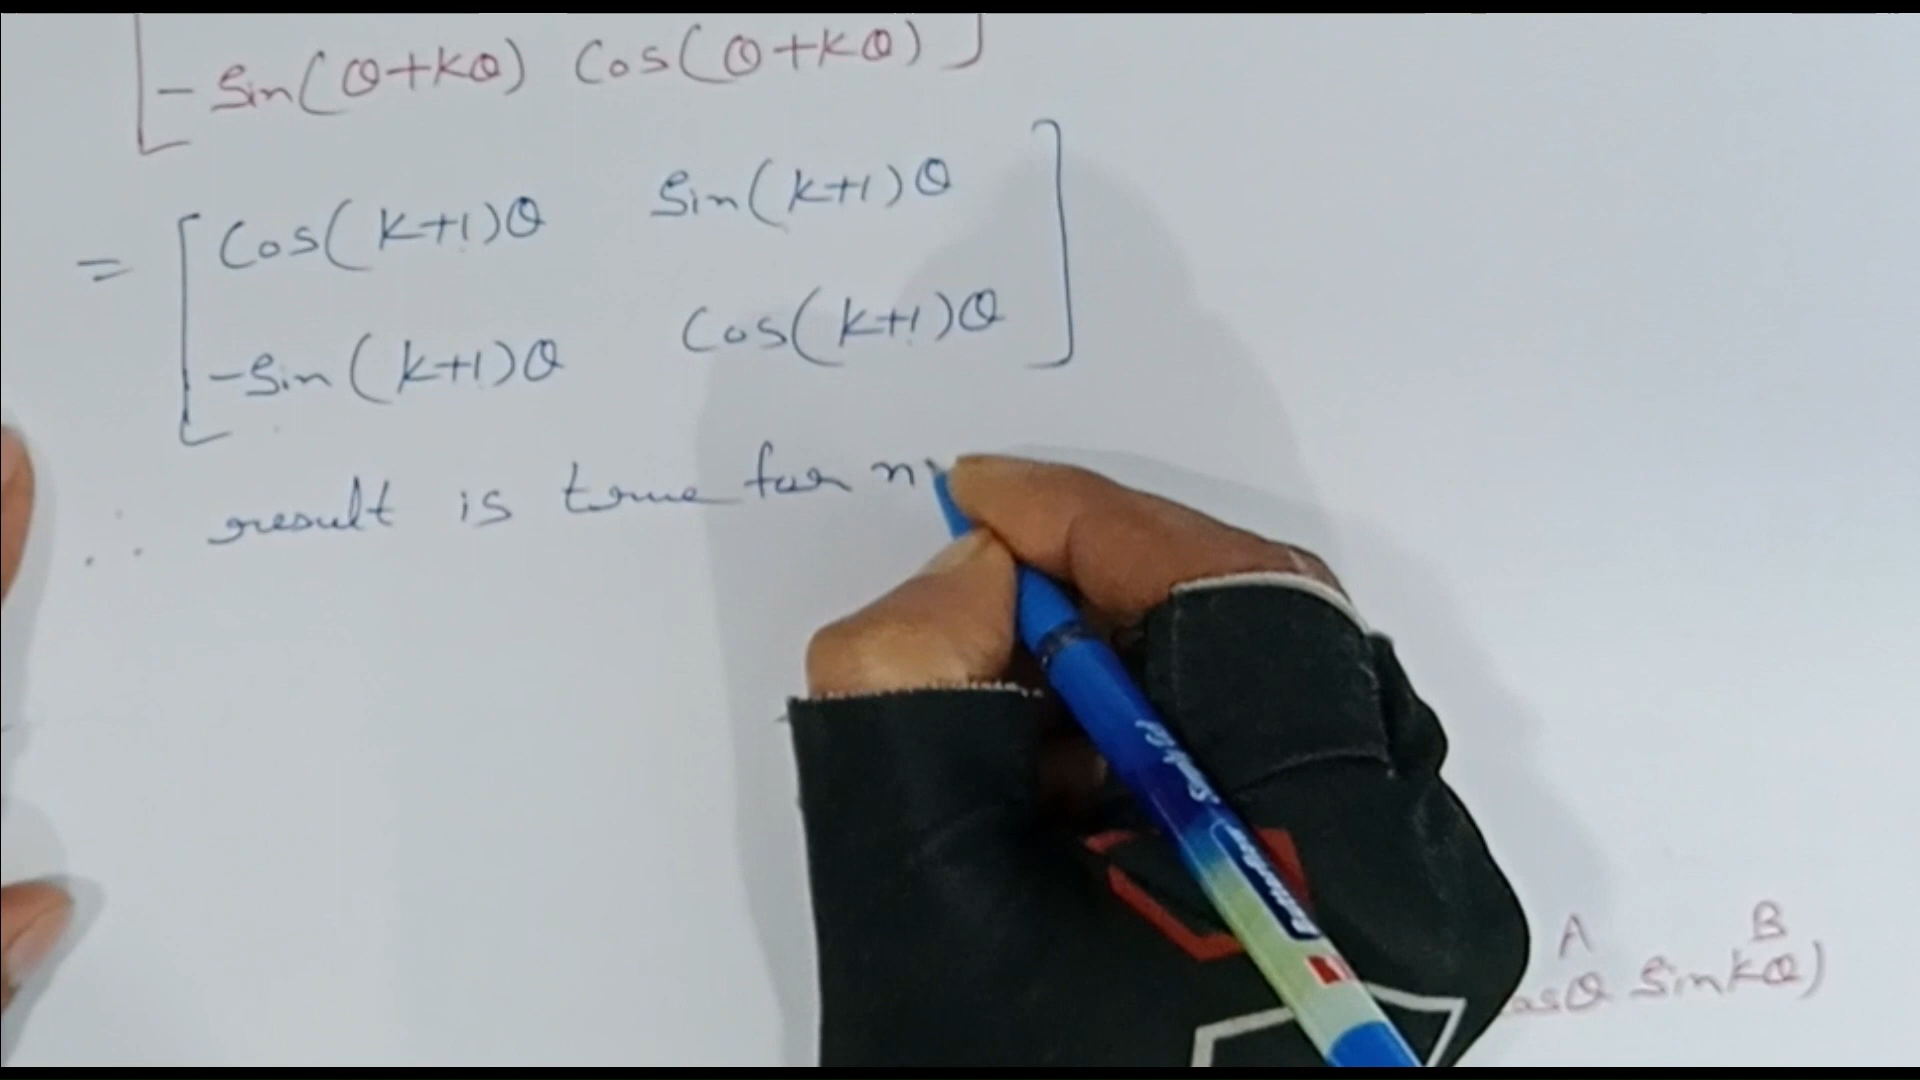 -Sin(θ+kθ) Cos(θ+kθ)
= [Cos(k+1)θ Sin(k+1)θ
-Sin(k+1)θ Cos(k+1)θ]
∴ result is true for n
A B
Sinkθ)